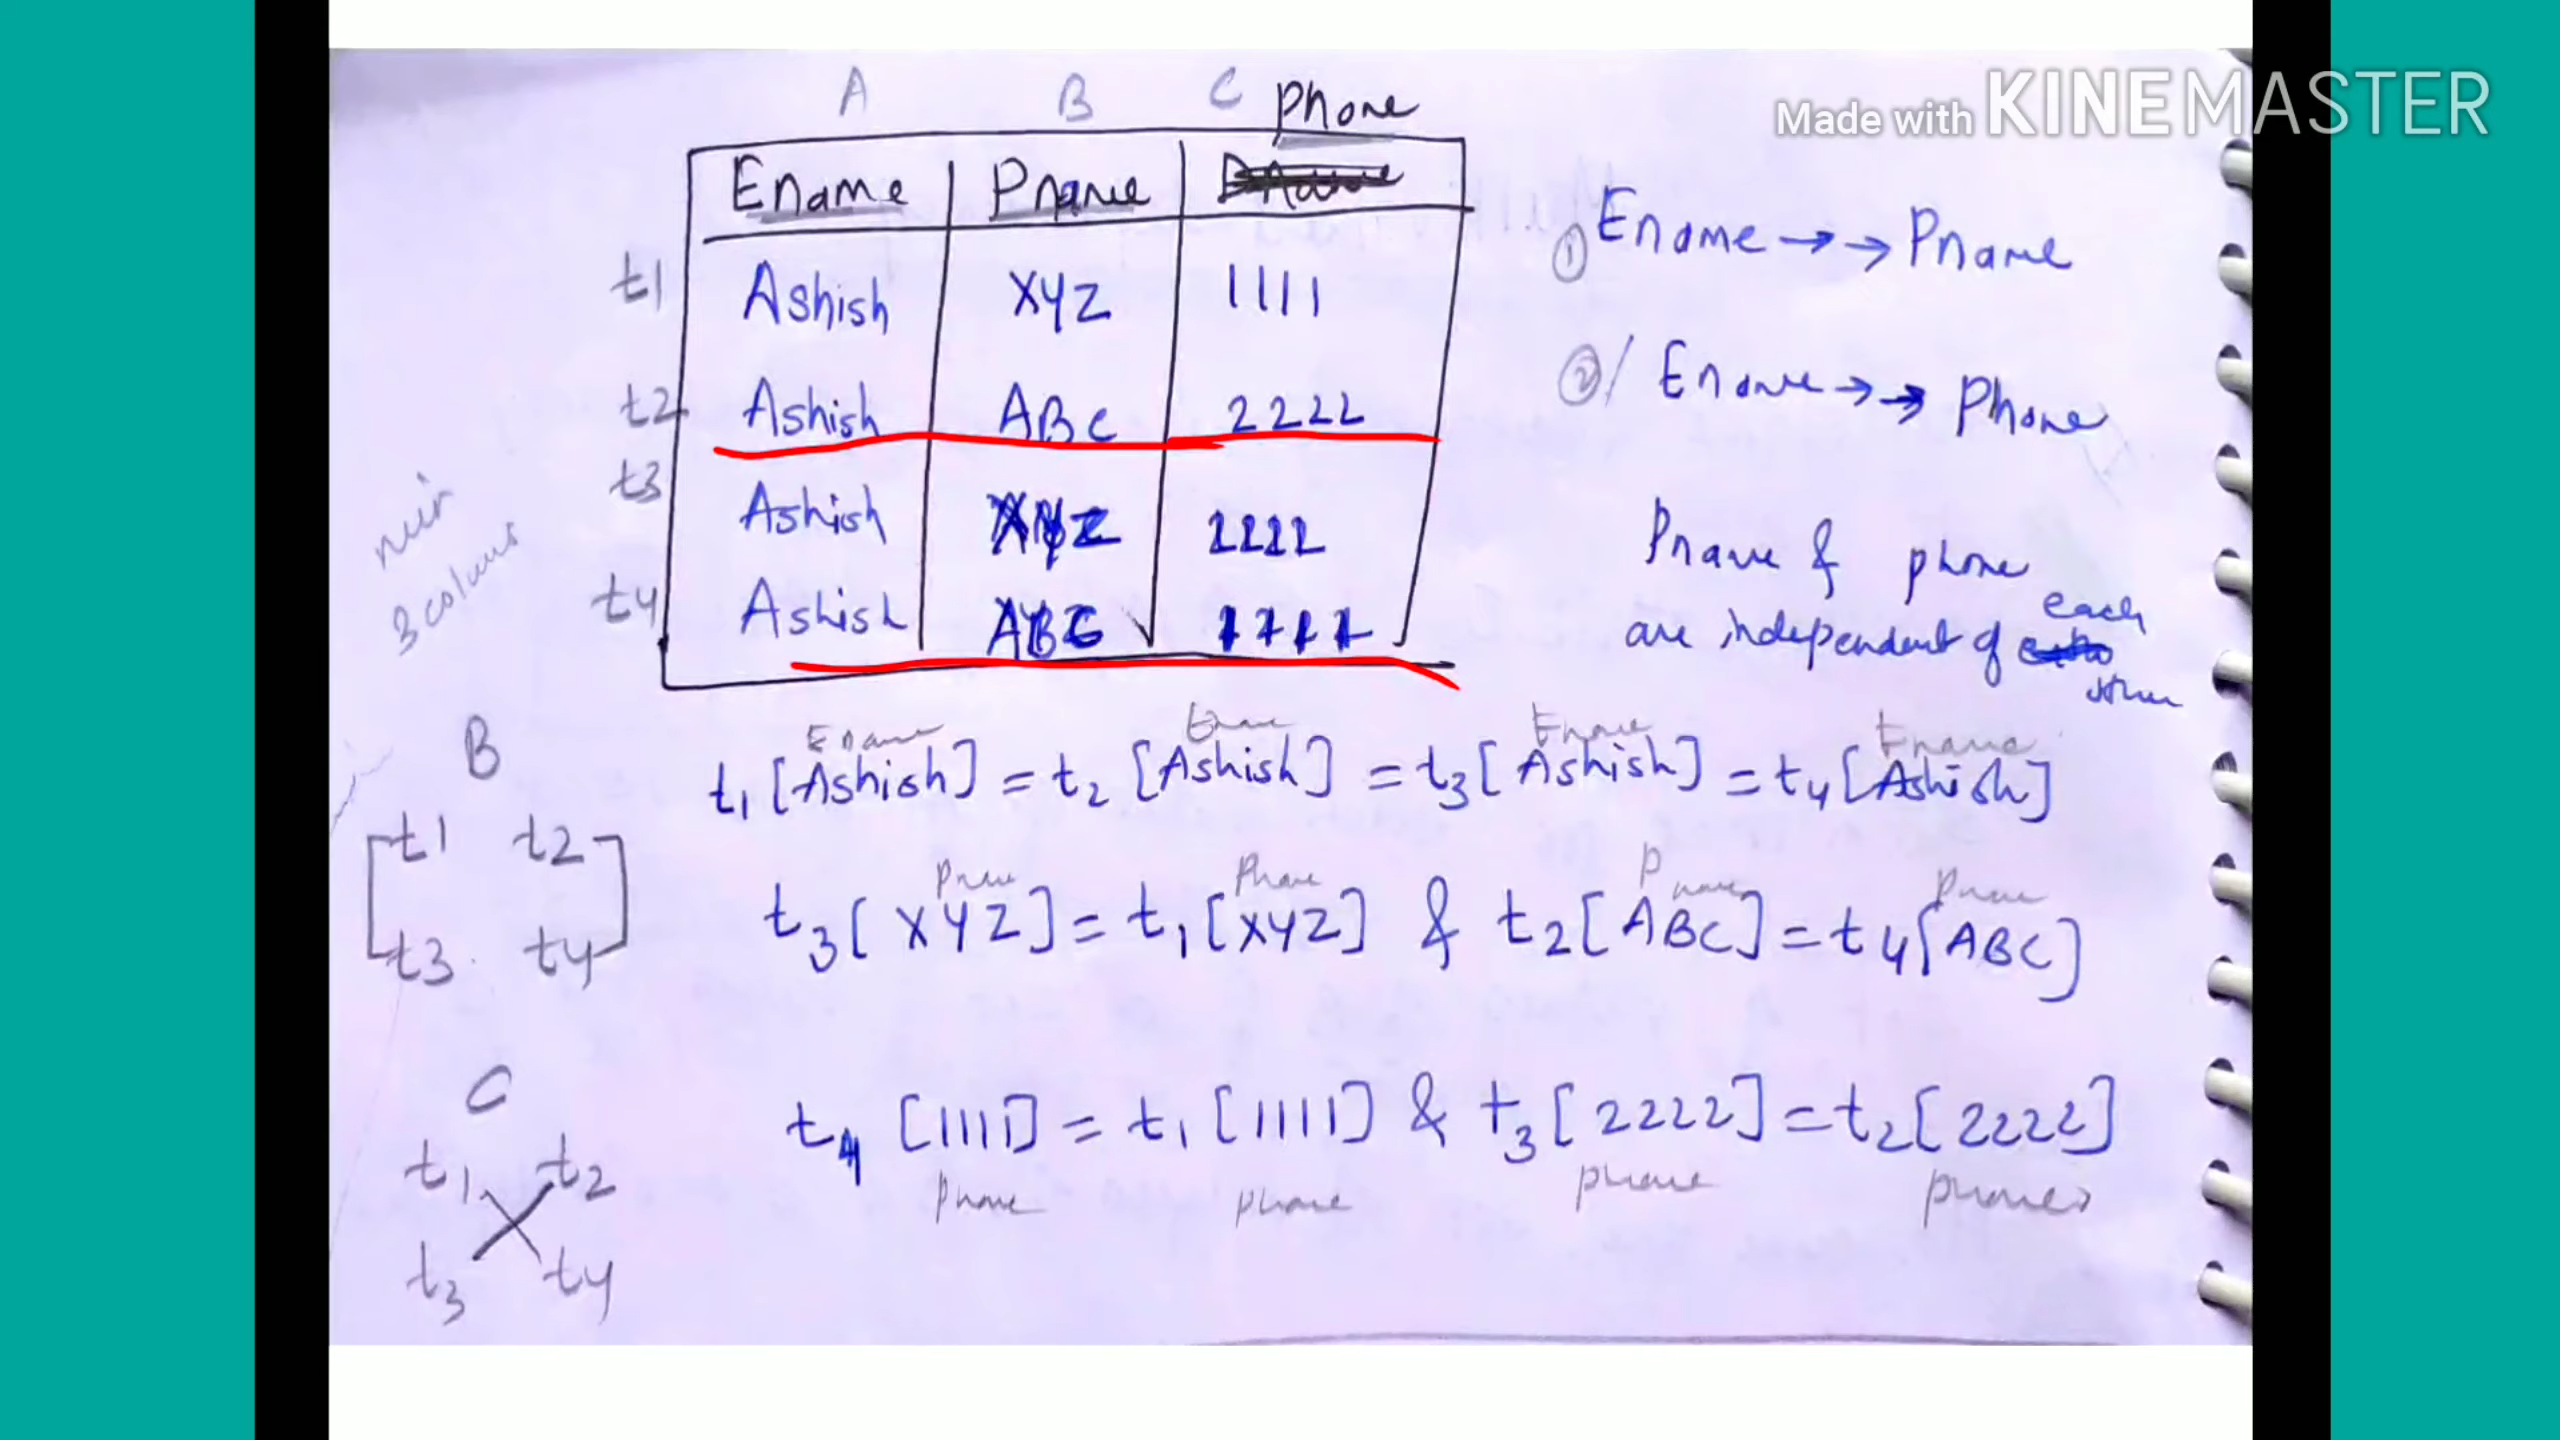 Made with KINEMASTER
A B C Phone
Ename Pname
t1 Ashish XYZ 1111
t2 Ashish ABC 2222
t3 Ashish XYZ 2222
t4 Ashish ABC 1111
① Ename →→ Pname
② / Ename →→ Phone
Pname & phone
are independent of each
other
min
3 colums
Ename Ename Ename Ename
t1 [Ashish] = t2 [Ashish] = t3 [Ashish] = t4 [Ashish]
Pname Pname Pname
t3 [XYZ] = t1 [XYZ] & t2 [ABC] = t4 [ABC]
t4 [1111] = t1 [1111] & t3 [2222] = t2 [2222]
phone phone phone phone
B
t1 t2
t3 t4
C
t1 t2
t3 t4